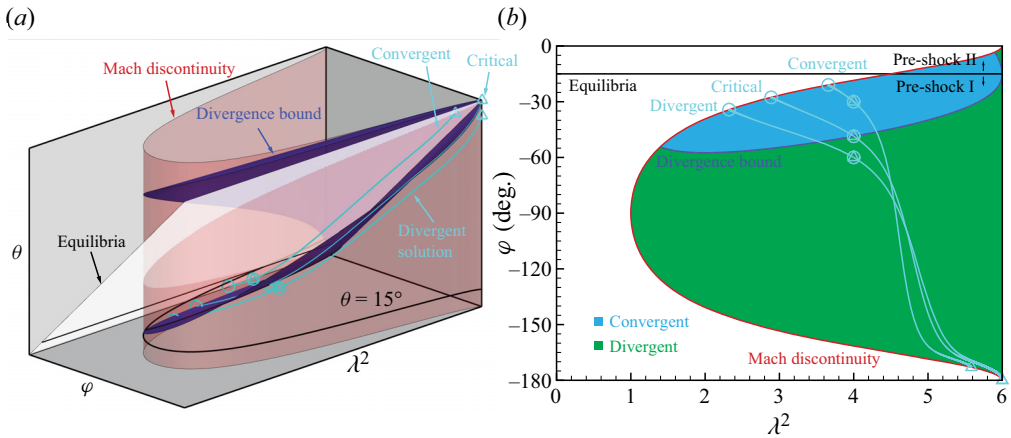 (a)
Mach discontinuity
Convergent
Critical
Divergence bound
Equilibria
Divergent
solution
θ
θ = 15°
φ
λ²
(b)
0
–30
–60
–90
–120
–150
–180
φ (deg.)
Pre-shock II
Convergent
Equilibria
Pre-shock I
Critical
Divergent
Divergence bound
Convergent
Divergent
Mach discontinuity
0
1
2
3
4
5
6
λ²